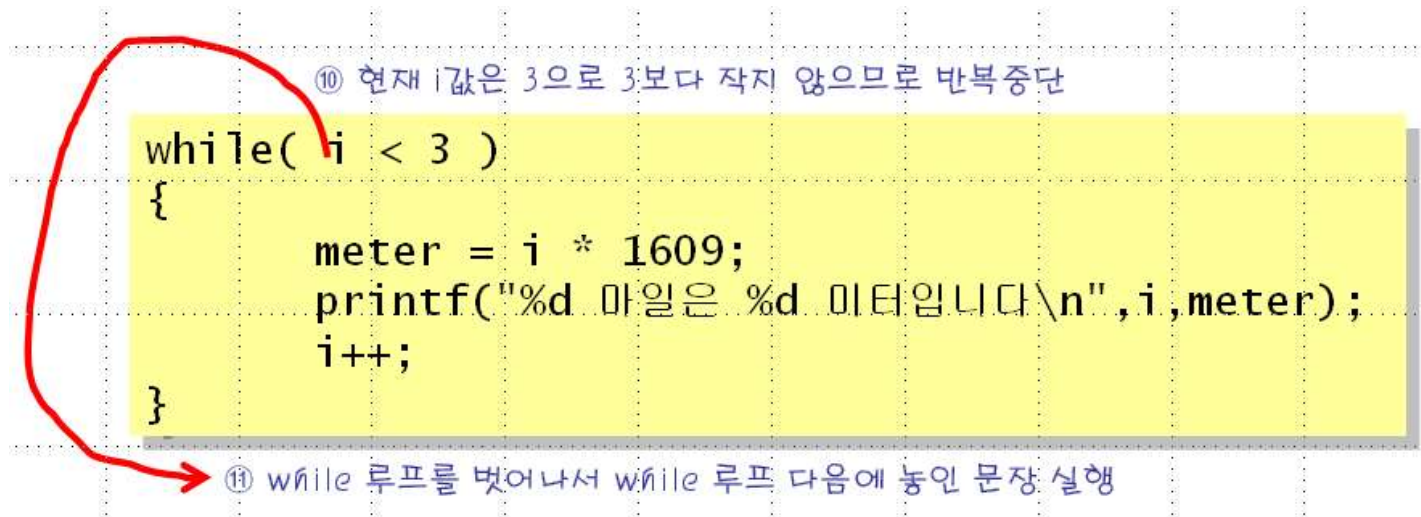 ⑩ 현재 i값은 3으로 3보다 작지 않으므로 반복중단
while( i < 3 )
{
meter = i * 1609;
printf("%d 마일은 %d 미터입니다\n",i,meter);
i++;
}
⑪ while 루프를 벗어나서 while 루프 다음에 놓인 문장 실행